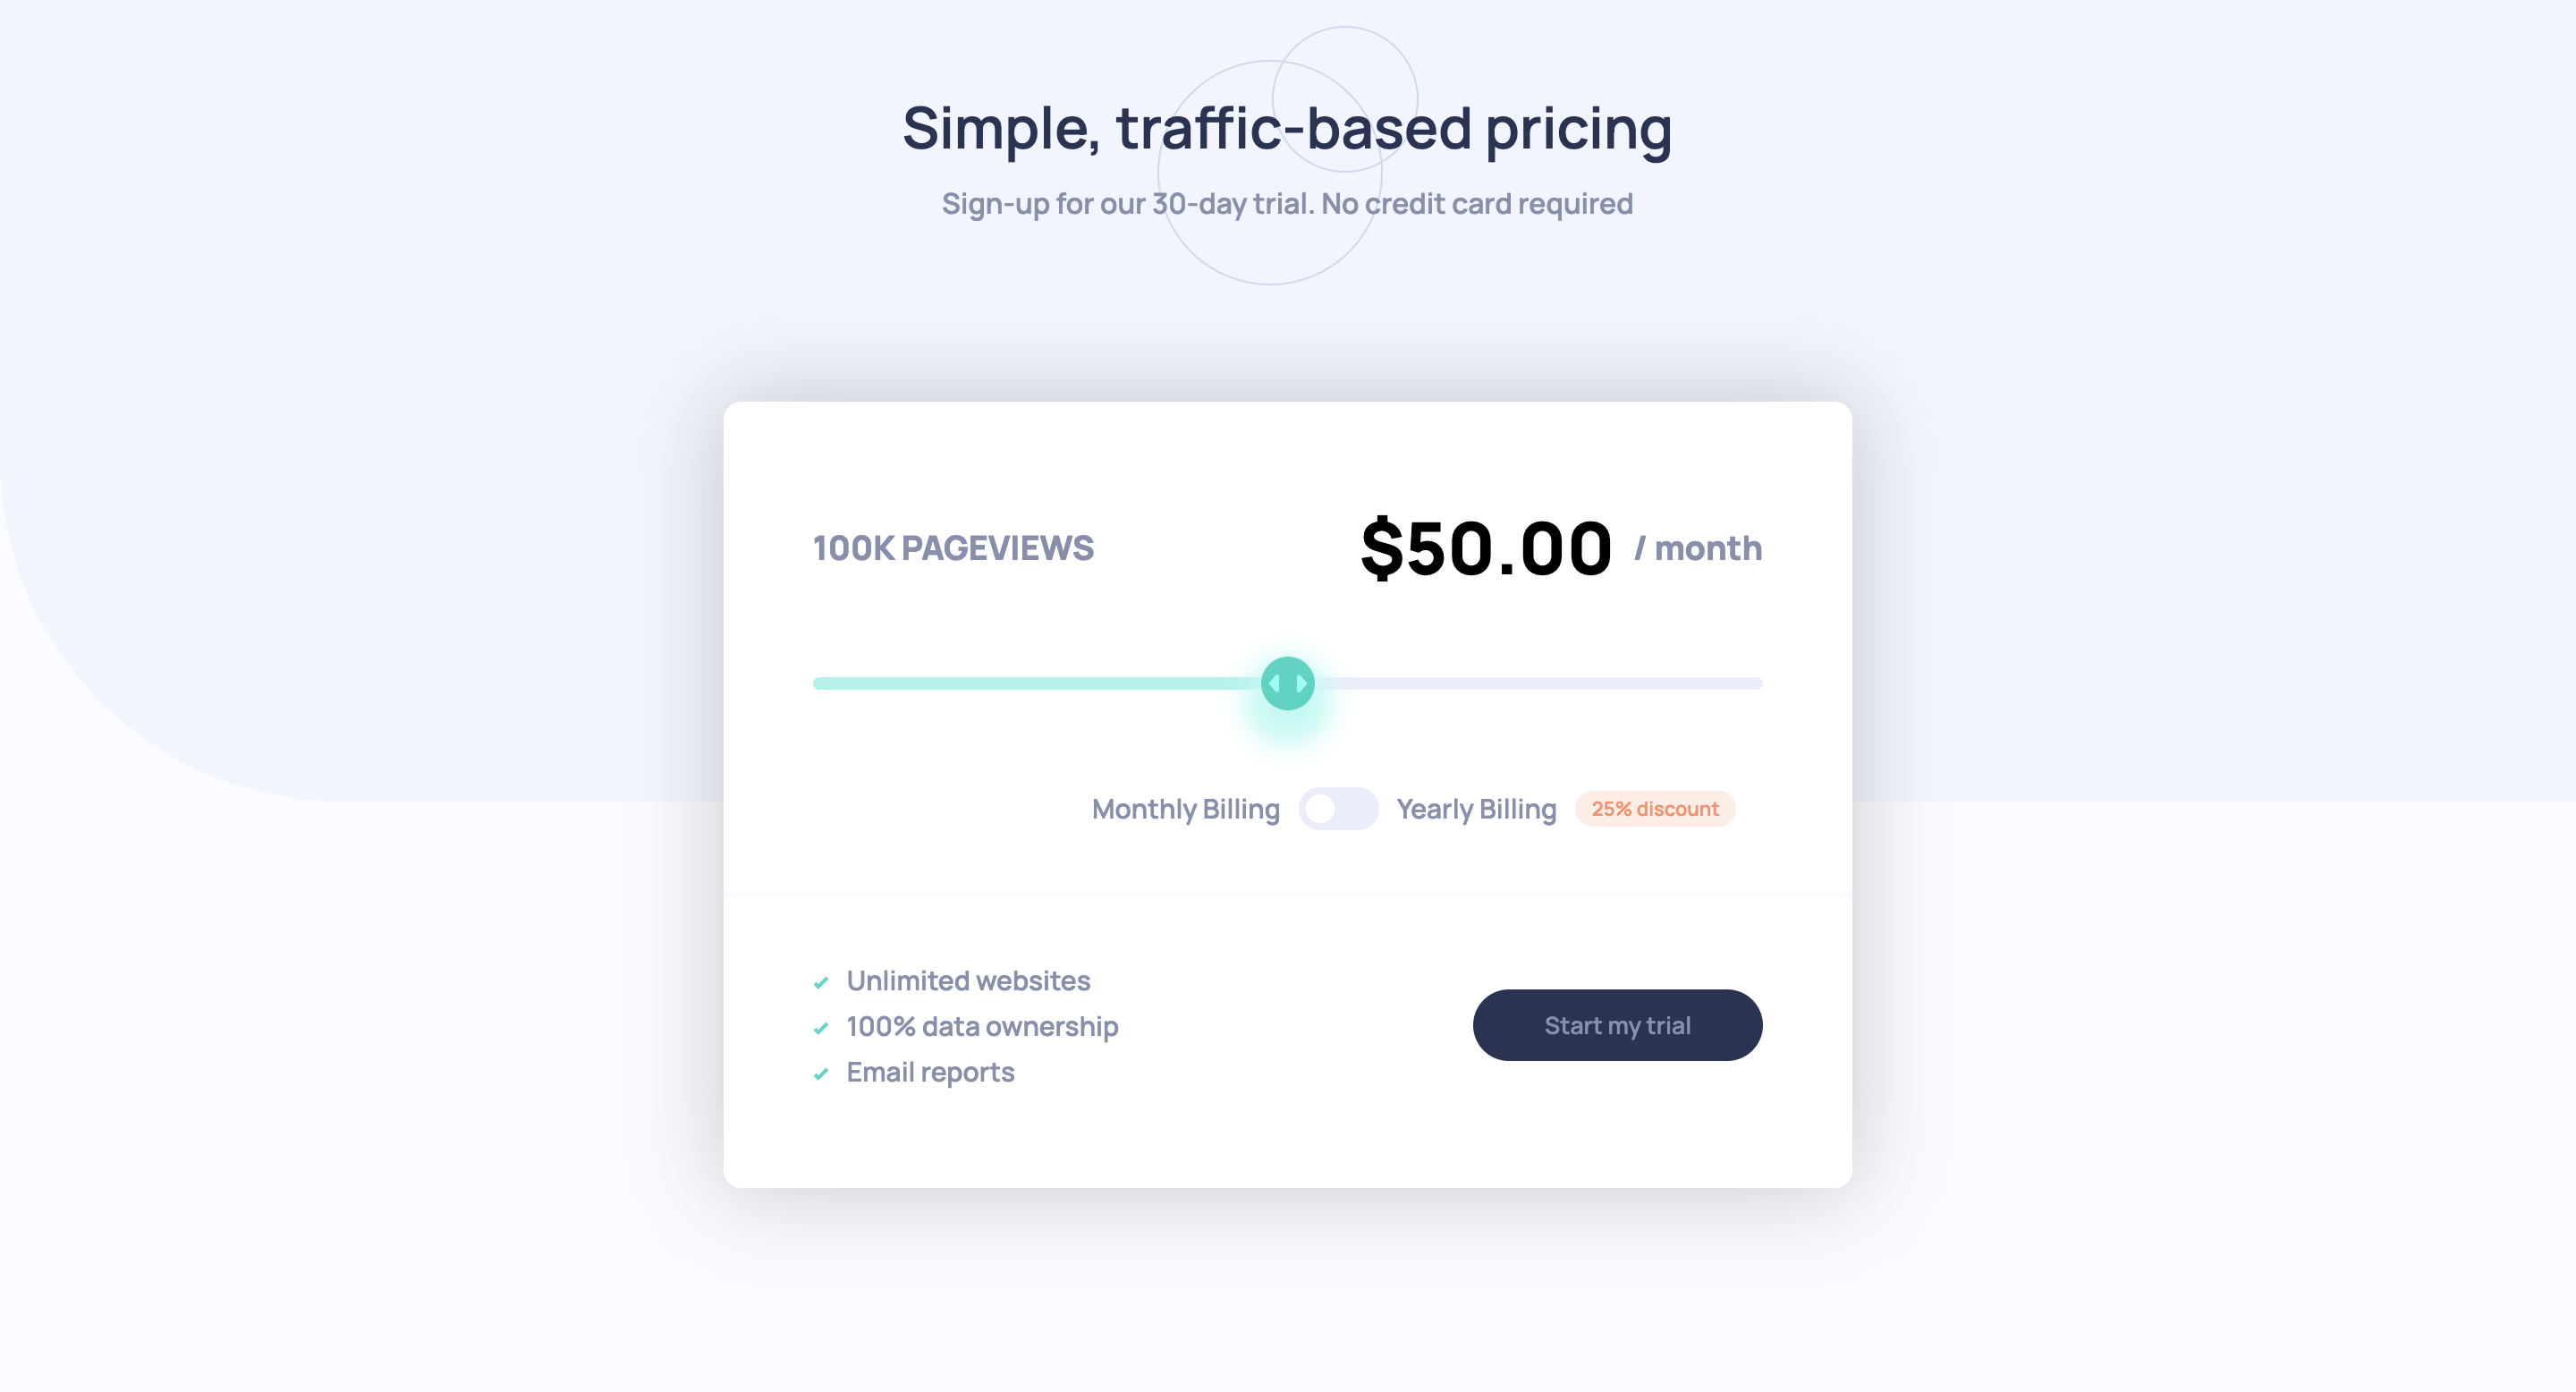 Simple, traffic-based pricing
Sign-up for our 30-day trial. No credit card required
100K PAGEVIEWS
$50.00 / month
Monthly Billing
Yearly Billing
25% discount
Unlimited websites
100% data ownership
Email reports
Start my trial